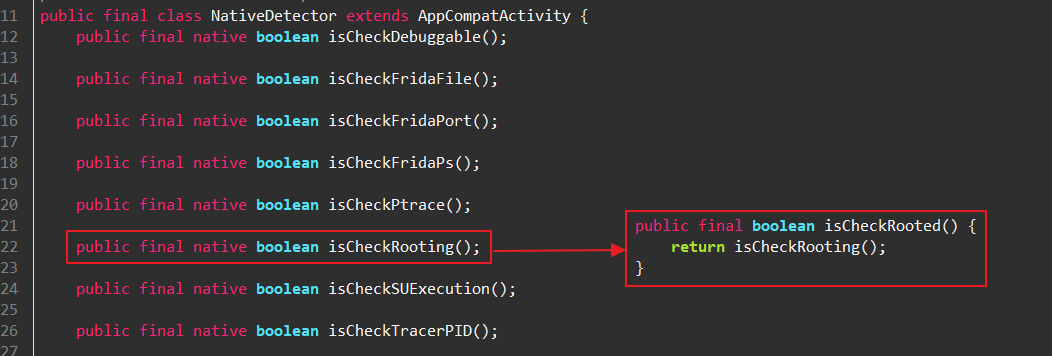 11 public final class NativeDetector extends AppCompatActivity {
12 public final native boolean isCheckDebuggable();
13
14 public final native boolean isCheckFridaFile();
15
16 public final native boolean isCheckFridaPort();
17
18 public final native boolean isCheckFridaPs();
19
20 public final native boolean isCheckPtrace();
21
22 public final native boolean isCheckRooting();
23
24 public final native boolean isCheckSUExecution();
25
26 public final native boolean isCheckTracerPID();
27
public final boolean isCheckRooted() {
return isCheckRooting();
}